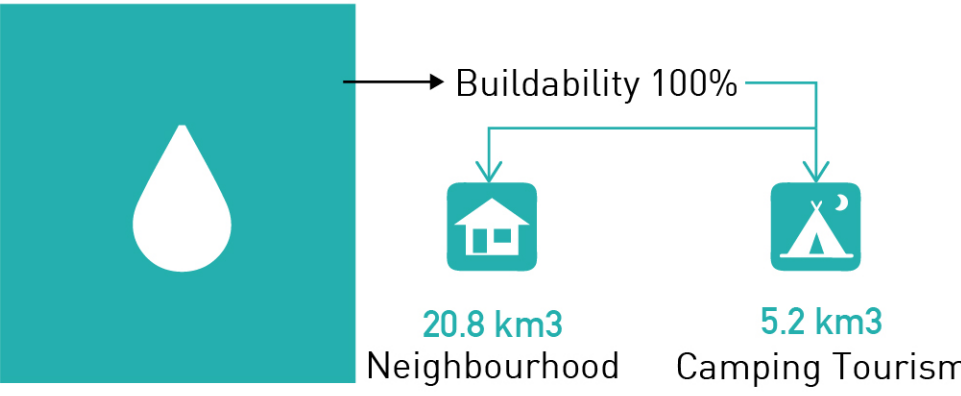 Buildability 100%
20.8 km3
Neighbourhood
5.2 km3
Camping Tourism